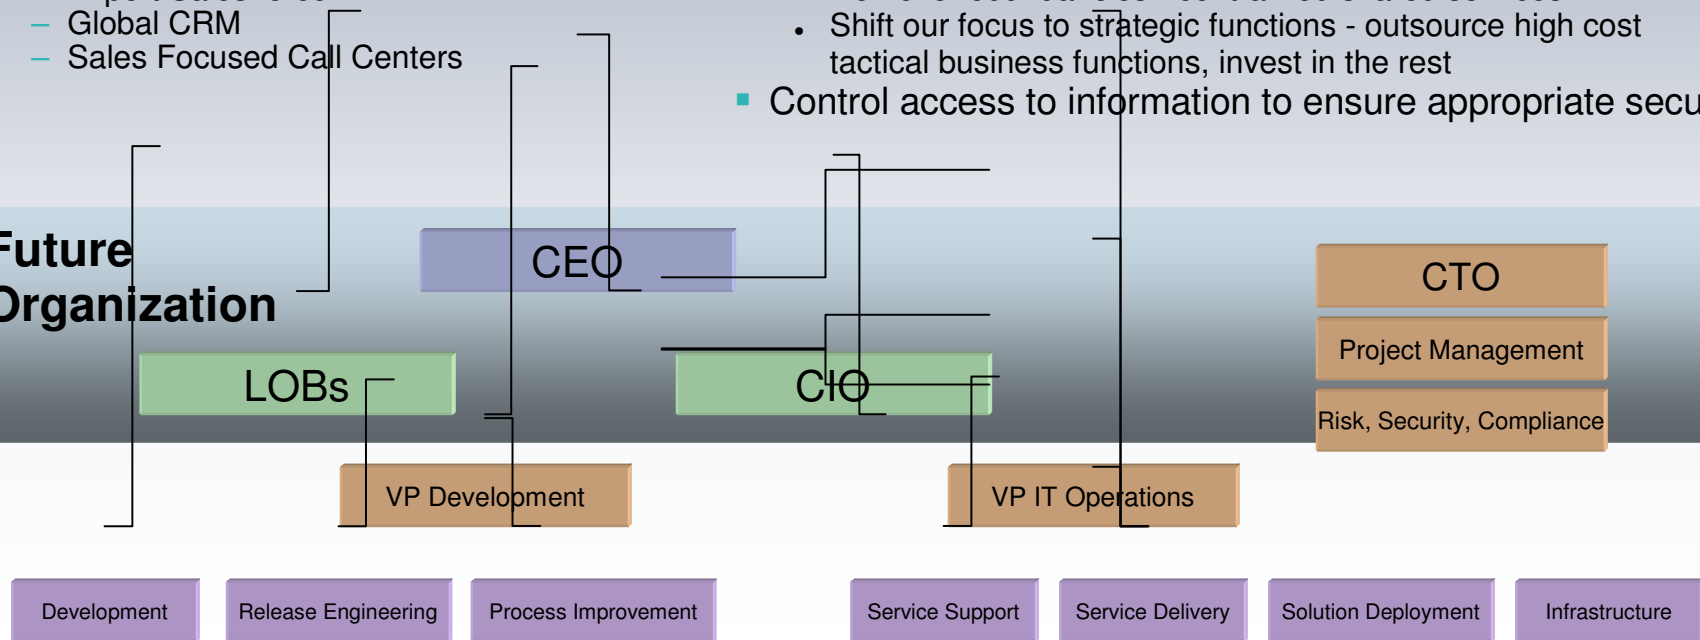 – Global CRM
– Sales Focused Call Centers
• Shift our focus to strategic functions - outsource high cost
tactical business functions, invest in the rest
▪ Control access to information to ensure appropriate
Future
Organization
CEO
CTO
Project Management
LOBs
CIO
Risk, Security, Compliance
VP Development
VP IT Operations
Development
Release Engineering
Process Improvement
Service Support
Service Delivery
Solution Deployment
Infrastructure